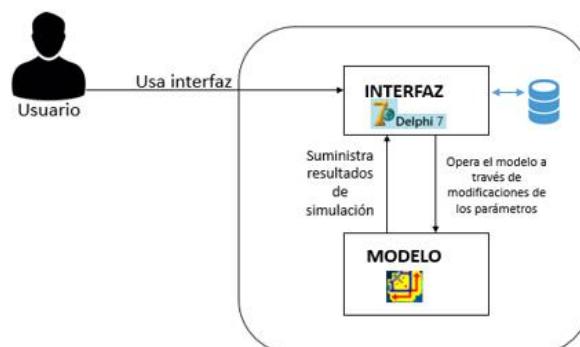 Usuario
Usa interfaz
INTERFAZ
7
Delphi 7
Suministra
resultados
de
simulación
Opera el modelo a
través de
modificaciones de
los parámetros
MODELO